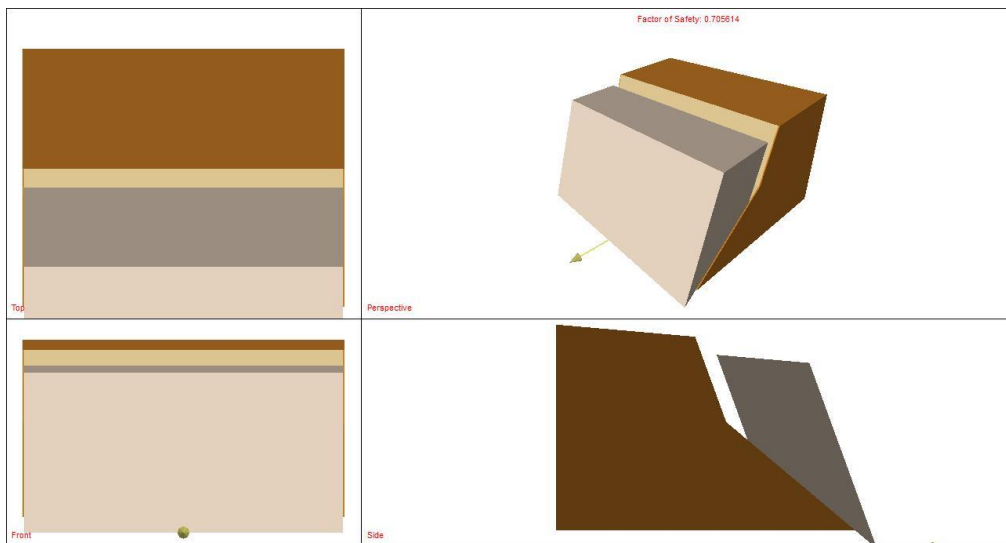 Factor of Safety: 0.705614
Top
Perspective
Front
Side